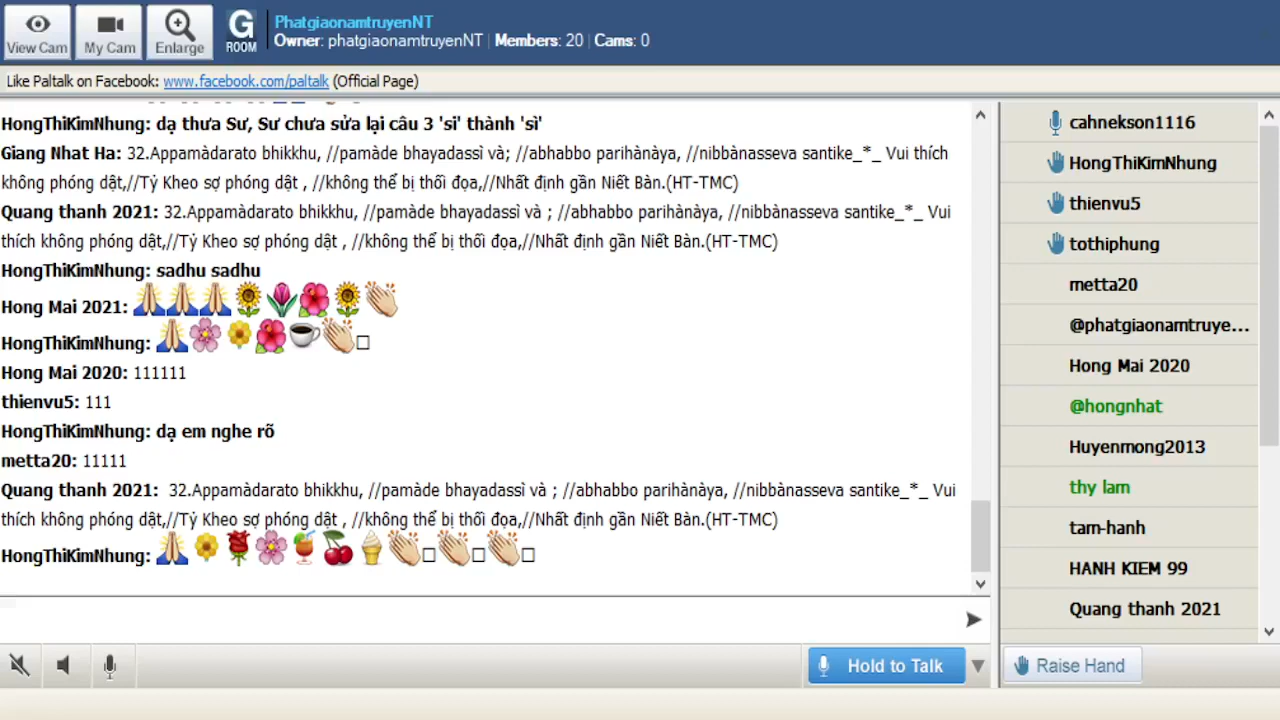 View Cam
My Cam
Enlarge
G
ROOM
PhatgiaonamtruyenNT
Owner: phatgiaonamtruyenNT | Members: 20 | Cams: 0
Like Paltalk on Facebook: www.facebook.com/paltalk (Official Page)
HongThiKimNhung: dạ thưa Sư, Sư chưa sửa lại câu 3 'sỉ' thành 'sì'
Giang Nhat Ha: 32.Appamàdarato bhikkhu, //pamàde bhayadassì và; //abhabbo parihànàya, //nibbànasseva santike_*_ Vui thích
không phóng dật,//Tỷ Kheo sợ phóng dật , //không thể bị thối đọa,//Nhất định gần Niết Bàn.(HT-TMC)
Quang thanh 2021: 32.Appamàdarato bhikkhu, //pamàde bhayadassì và ; //abhabbo parihànàya, //nibbànasseva santike_*_ Vui
thích không phóng dật,//Tỷ Kheo sợ phóng dật , //không thể bị thối đọa,//Nhất định gần Niết Bàn.(HT-TMC)
HongThiKimNhung: sadhu sadhu
Hong Mai 2021: 🙏🙏🙏🌻🌷🌺🌻👏
HongThiKimNhung: 🙏🌸🌼🌺☕👏□
Hong Mai 2020: 111111
thienvu5: 111
HongThiKimNhung: dạ em nghe rõ
metta20: 11111
Quang thanh 2021: 32.Appamàdarato bhikkhu, //pamàde bhayadassì và ; //abhabbo parihànàya, //nibbànasseva santike_*_ Vui
thích không phóng dật,//Tỷ Kheo sợ phóng dật , //không thể bị thối đọa,//Nhất định gần Niết Bàn.(HT-TMC)
HongThiKimNhung: 🙏🌼🌹🌸🍹🍒🍦👏□👏□👏□
Hold to Talk
cahnekson1116
HongThiKimNhung
thienvu5
tothiphung
metta20
@phatgiaonamtruye...
Hong Mai 2020
@hongnhat
Huyenmong2013
thy lam
tam-hanh
HANH KIEM 99
Quang thanh 2021
Raise Hand